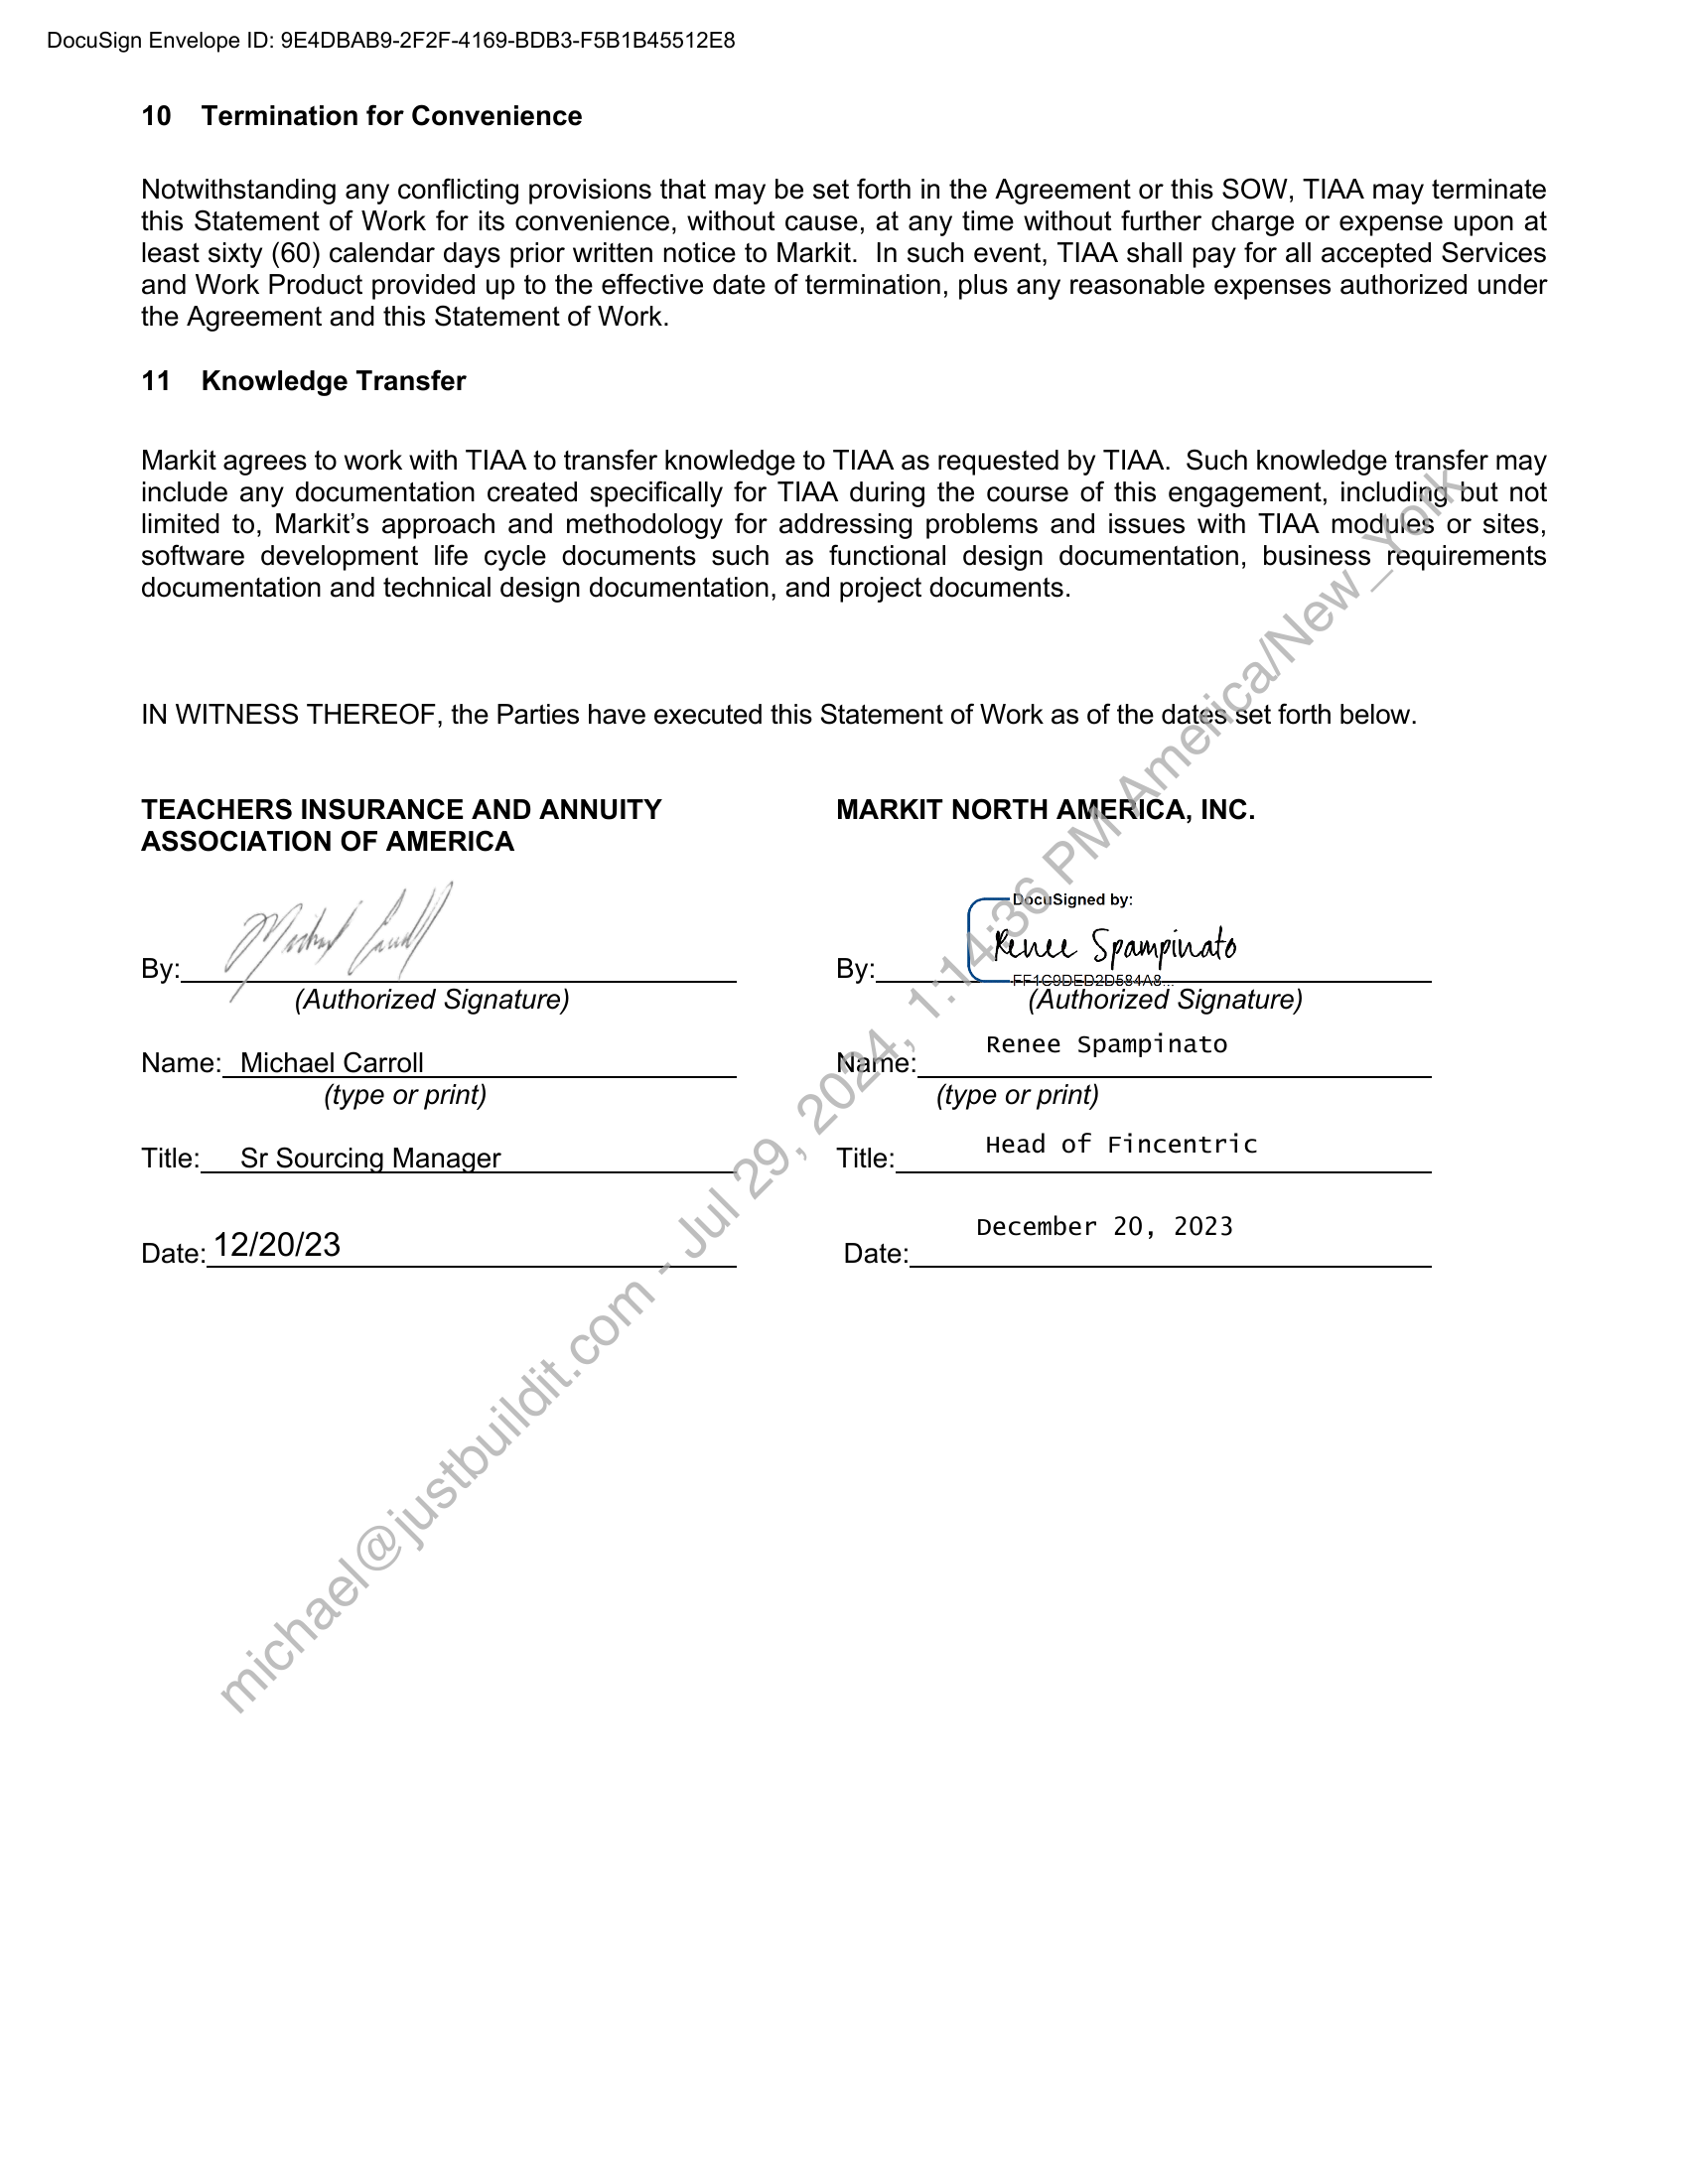 DocuSign Envelope ID: 9E4DBAB9-2F2F-4169-BDB3-F5B1B45512E8
10 Termination for Convenience
Notwithstanding any conflicting provisions that may be set forth in the Agreement or this SOW, TIAA may terminate
this Statement of Work for its convenience, without cause, at any time without further charge or expense upon at
least sixty (60) calendar days prior written notice to Markit. In such event, TIAA shall pay for all accepted Services
and Work Product provided up to the effective date of termination, plus any reasonable expenses authorized under
the Agreement and this Statement of Work.
11 Knowledge Transfer
Markit agrees to work with TIAA to transfer knowledge to TIAA as requested by TIAA. Such knowledge transfer may
include any documentation created specifically for TIAA during the course of this engagement, including but not
limited to, Markit's approach and methodology for addressing problems and issues with TIAA modules or sites,
software development life cycle documents such as functional design documentation, business requirements
documentation and technical design documentation, and project documents.
IN WITNESS THEREOF, the Parties have executed this Statement of Work as of the dates set forth below.
TEACHERS INSURANCE AND ANNUITY
ASSOCIATION OF AMERICA
By: Michael Carroll
(Authorized Signature)
Name: Michael Carroll
(type or print)
Title: Sr Sourcing Manager
Date: 12/20/23
MARKIT NORTH AMERICA, INC.
DocuSigned by:
By: Renee Spampinato
FF1C9DED2D584A8...
(Authorized Signature)
Name: Renee Spampinato
(type or print)
Title: Head of Fincentric
Date: December 20, 2023
michael@justbuildit.com - Jul 29, 2024, 1:14:36 PM America/New_York